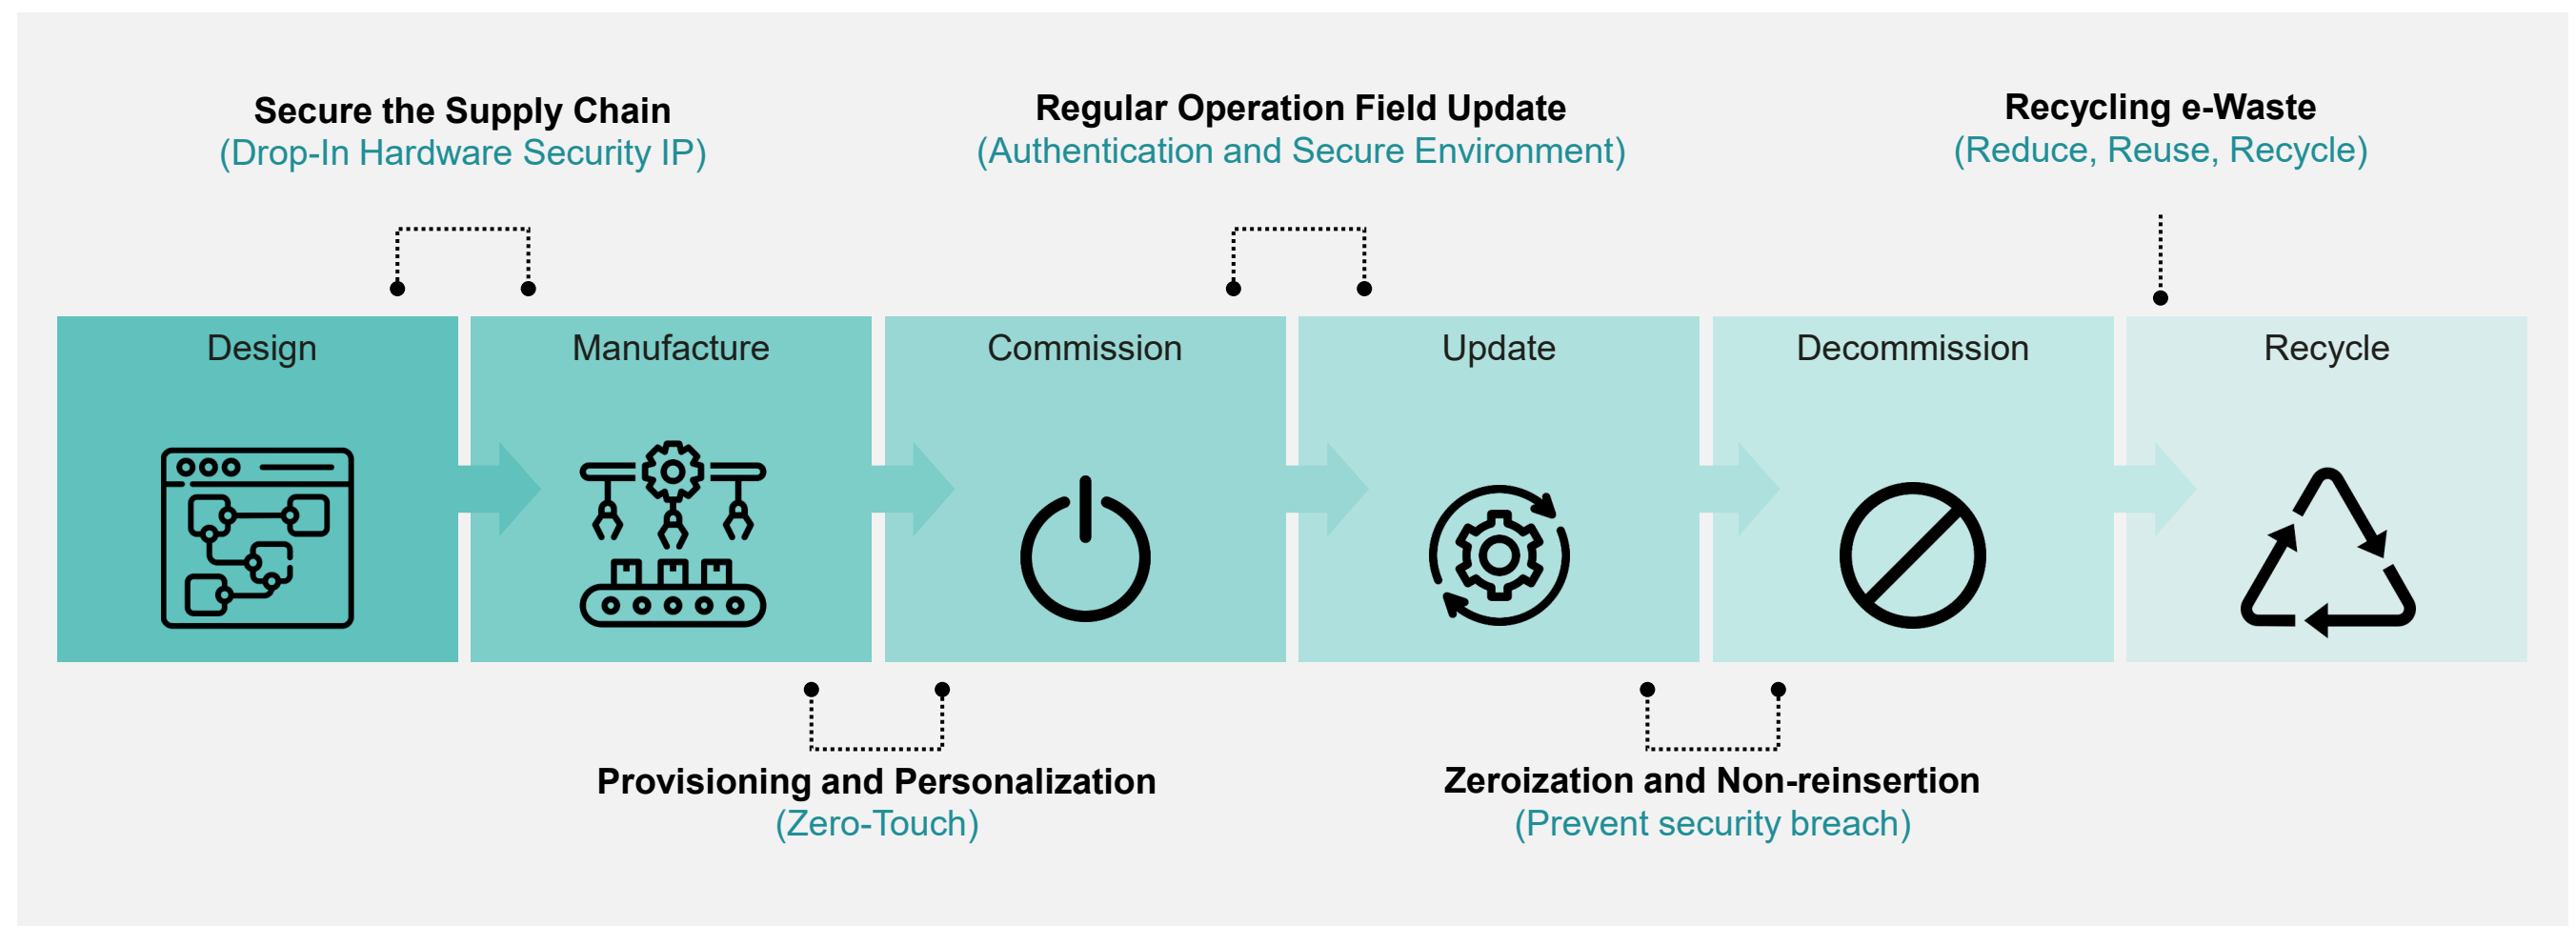 Secure the Supply Chain
(Drop-In Hardware Security IP)
Regular Operation Field Update
(Authentication and Secure Environment)
Recycling e-Waste
(Reduce, Reuse, Recycle)
Design
Manufacture
Commission
Update
Decommission
Recycle
Provisioning and Personalization
(Zero-Touch)
Zeroization and Non-reinsertion
(Prevent security breach)